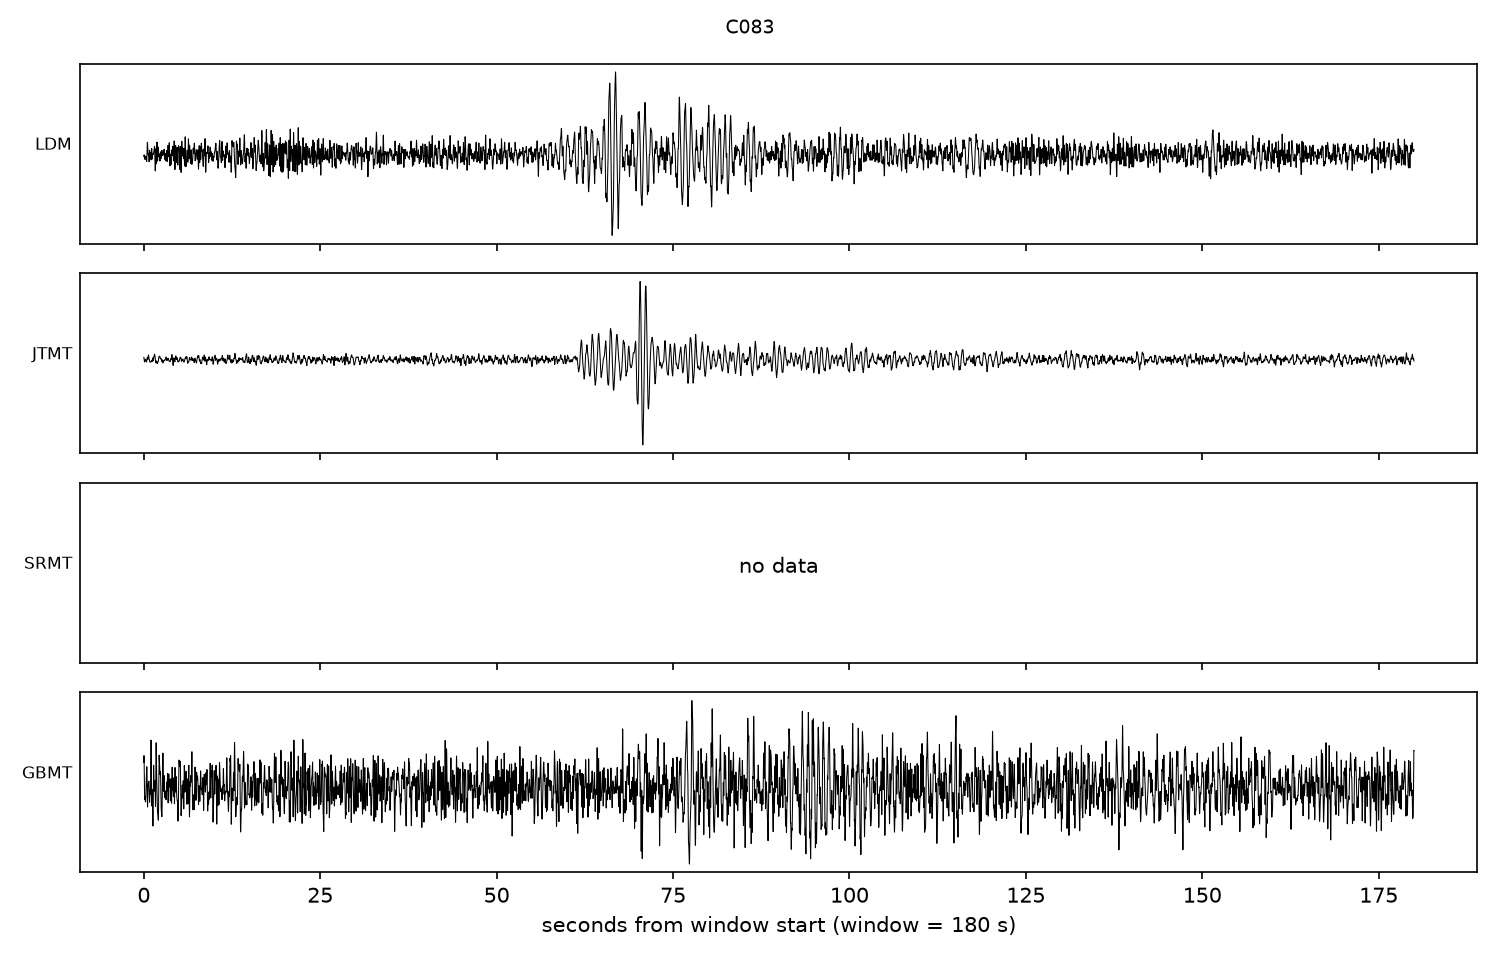 C083
LDM
JTMT
SRMT
no data
GBMT
0 25 50 75 100 125 150 175
seconds from window start (window = 180 s)